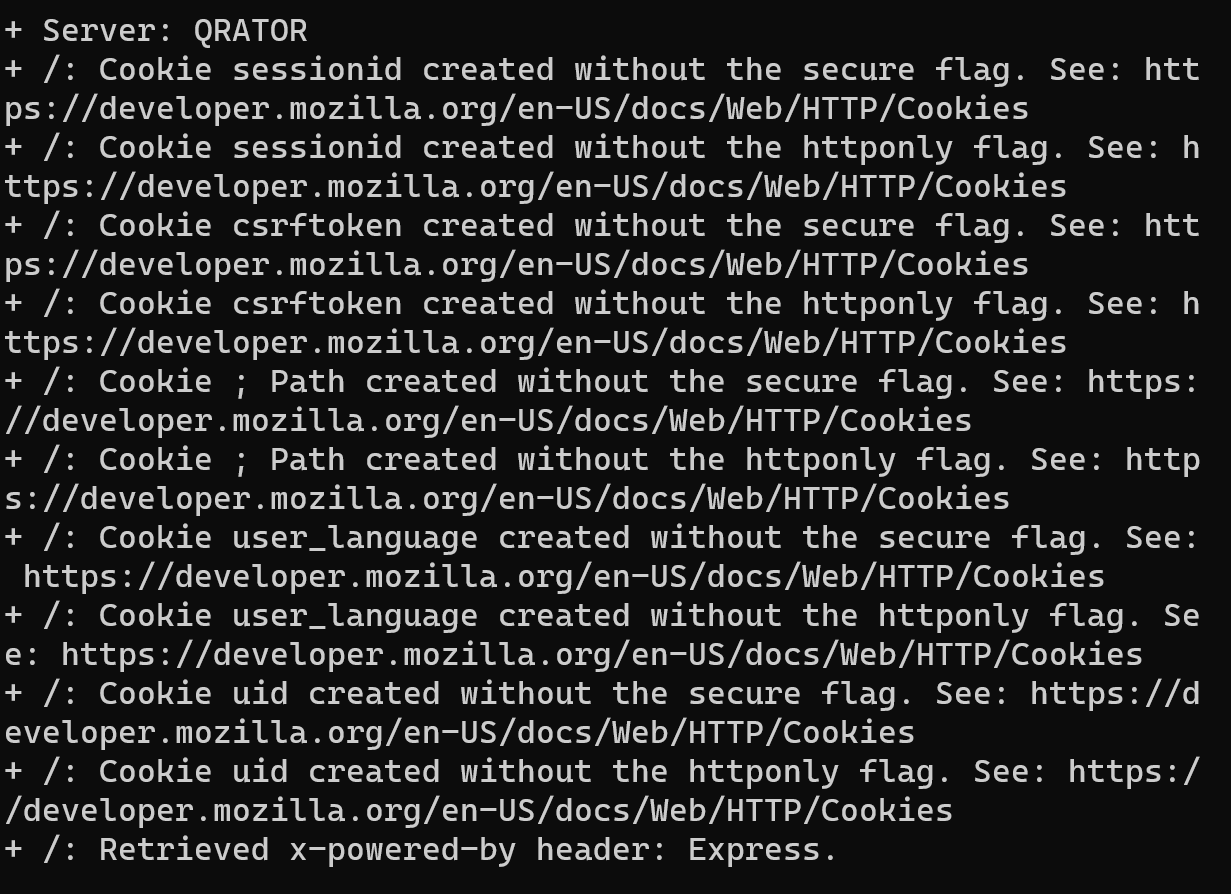 + Server: QRATOR
+ /: Cookie sessionid created without the secure flag. See: htt
ps://developer.mozilla.org/en-US/docs/Web/HTTP/Cookies
+ /: Cookie sessionid created without the httponly flag. See: h
ttps://developer.mozilla.org/en-US/docs/Web/HTTP/Cookies
+ /: Cookie csrftoken created without the secure flag. See: htt
ps://developer.mozilla.org/en-US/docs/Web/HTTP/Cookies
+ /: Cookie csrftoken created without the httponly flag. See: h
ttps://developer.mozilla.org/en-US/docs/Web/HTTP/Cookies
+ /: Cookie ; Path created without the secure flag. See: https:
//developer.mozilla.org/en-US/docs/Web/HTTP/Cookies
+ /: Cookie ; Path created without the httponly flag. See: http
s://developer.mozilla.org/en-US/docs/Web/HTTP/Cookies
+ /: Cookie user_language created without the secure flag. See:
 https://developer.mozilla.org/en-US/docs/Web/HTTP/Cookies
+ /: Cookie user_language created without the httponly flag. Se
e: https://developer.mozilla.org/en-US/docs/Web/HTTP/Cookies
+ /: Cookie uid created without the secure flag. See: https://d
eveloper.mozilla.org/en-US/docs/Web/HTTP/Cookies
+ /: Cookie uid created without the httponly flag. See: https:/
/developer.mozilla.org/en-US/docs/Web/HTTP/Cookies
+ /: Retrieved x-powered-by header: Express.